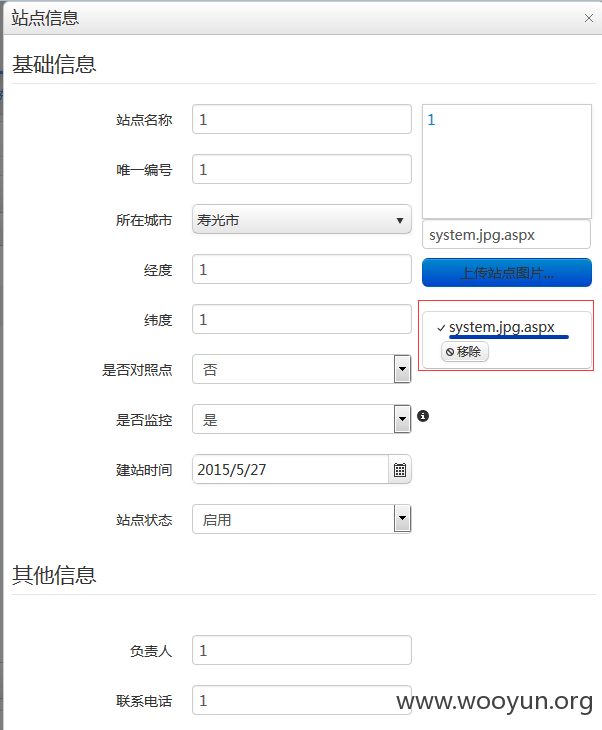 站点信息
基础信息
站点名称 1
1
唯一编号 1
所在城市 寿光市
system.jpg.aspx
经度 1
上传站点图片...
纬度 1
system.jpg.aspx
移除
是否对照点 否
是否监控 是
建站时间 2015/5/27
站点状态 启用
其他信息
负责人 1
联系电话 1
www.wooyun.org